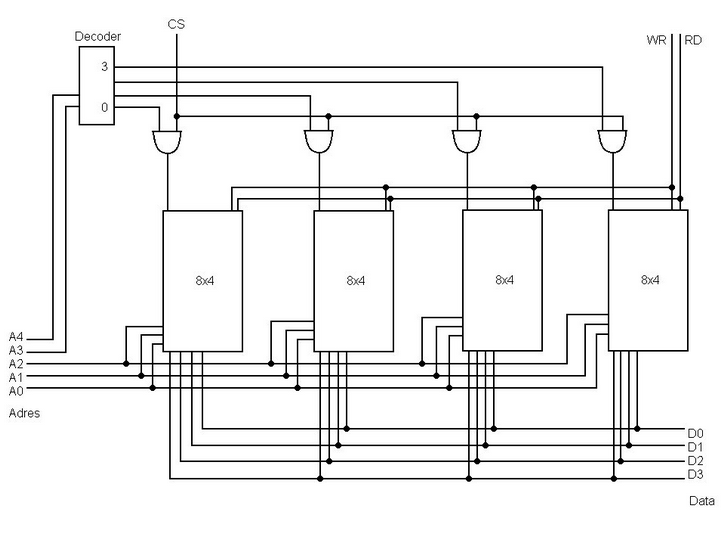 CS
Decoder
WR RD
3
0
8x4 8x4 8x4 8x4
A4
A3
A2
A1
A0
Adres
D0
D1
D2
D3
Data